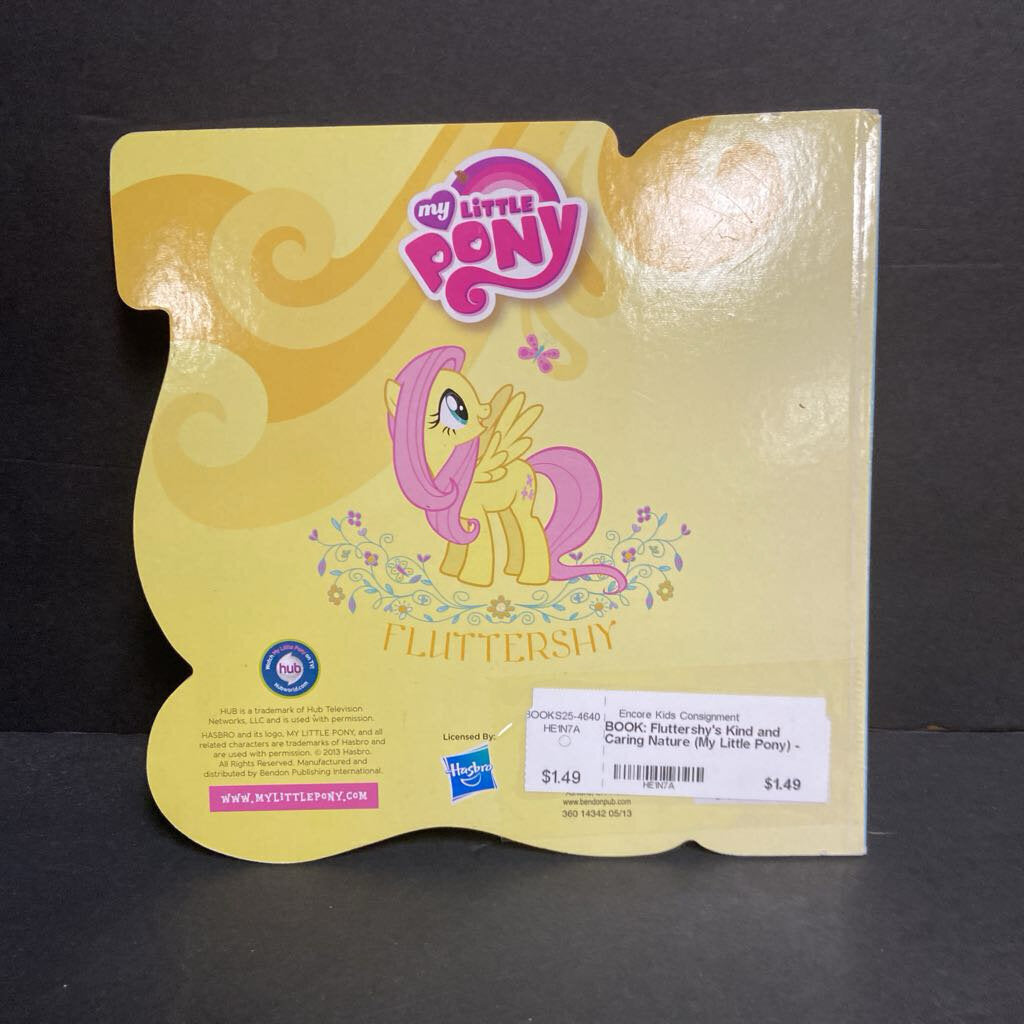 my LiTTLE
PONY
FLUTTERSHY
Watch My Little Pony on TV!
hub
Hubworld.com
HUB is a trademark of Hub Television
Networks, LLC and is used with permission.
HASBRO and its logo, MY LITTLE PONY, and all
related characters are trademarks of Hasbro and
are used with permission. © 2013 Hasbro.
All Rights Reserved. Manufactured and
distributed by Bendon Publishing International.
WWW.MYLITTLEPONY.COM
Licensed By:
Hasbro
BOOKS25-4640
HE1N7A
$1.49
Encore Kids Consignment
BOOK: Fluttershy's Kind and
Caring Nature (My Little Pony) -
HE1N7A
$1.49
www.bendonpub.com
360 14342 05/13